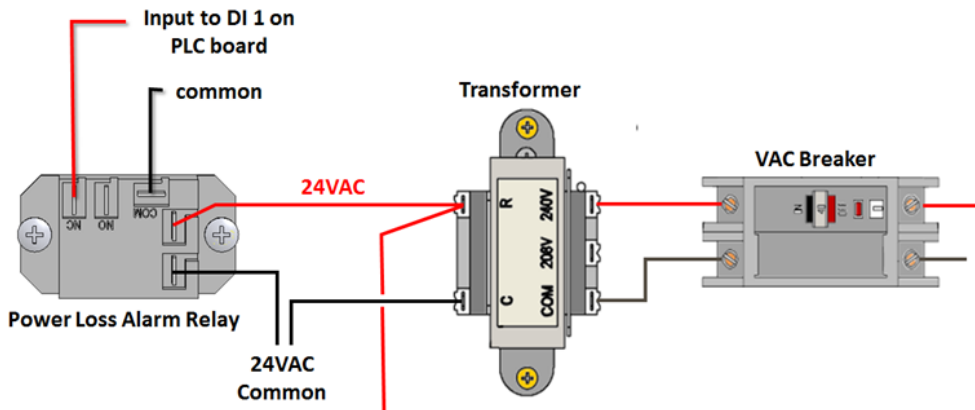 Input to DI 1 on
PLC board
common
Transformer
VAC Breaker
24VAC
NC
NO
COM
R
240V
208V
C
COM
Power Loss Alarm Relay
24VAC
Common